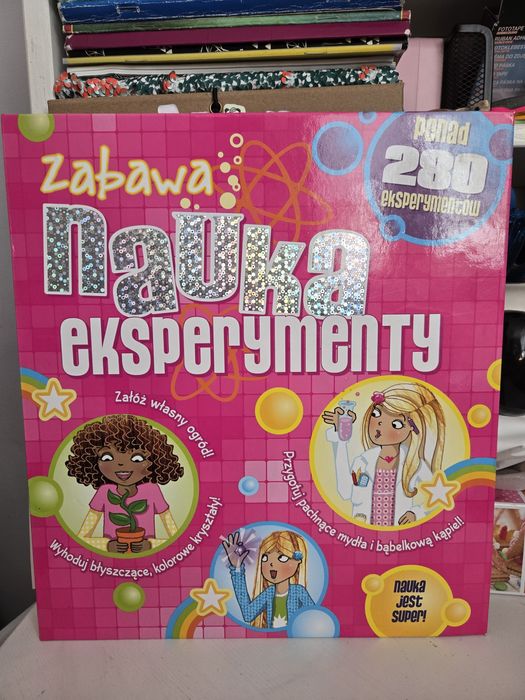 ponad
280
eksperymentów
Zabawa
nauka
eksperymenty
Załóż własny ogród!
Wyhoduj błyszczące, kolorowe kryształy!
Przygotuj pachnące mydła i bąbelkową kąpiel!
nauka
jest
super!
FOTOTAPE